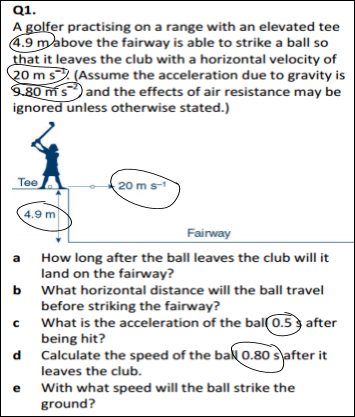 Q1.
A golfer practising on a range with an elevated tee
4.9 m above the fairway is able to strike a ball so
that it leaves the club with a horizontal velocity of
20 m s⁻¹. (Assume the acceleration due to gravity is
9.80 m s⁻², and the effects of air resistance may be
ignored unless otherwise stated.)
Tee
20 m s⁻¹
4.9 m
Fairway
a How long after the ball leaves the club will it
land on the fairway?
b What horizontal distance will the ball travel
before striking the fairway?
c What is the acceleration of the ball 0.5 s after
being hit?
d Calculate the speed of the ball 0.80 s after it
leaves the club.
e With what speed will the ball strike the
ground?